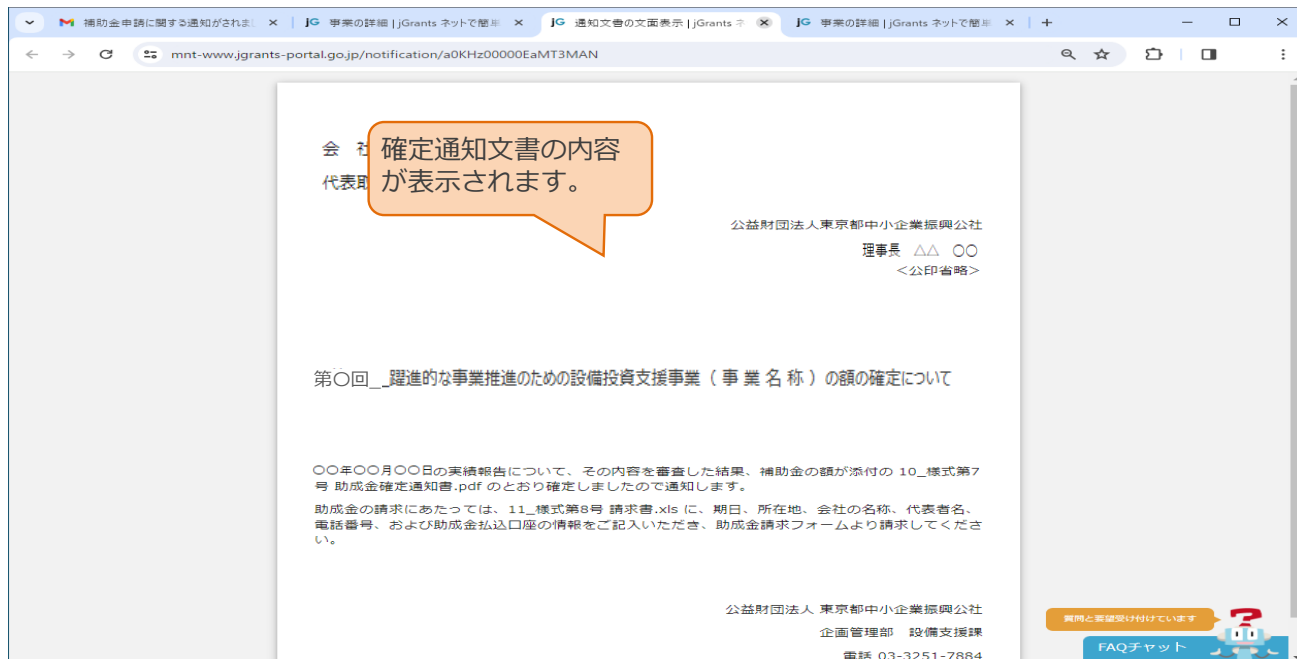 補助金申請に関する通知がされまし
jG 事業の詳細 | jGrants ネットで簡単
jG 通知文書の文面表示 | jGrants ネ
jG 事業の詳細 | jGrants ネットで簡単
mnt-www.jgrants-portal.go.jp/notification/a0KHz00000EaMT3MAN
会 社
代表取
確定通知文書の内容
が表示されます。
公益財団法人東京都中小企業振興公社
理事長 △△ 〇〇
<公印省略>
第〇回__躍進的な事業推進のための設備投資支援事業（ 事 業 名 称 ）の額の確定について
〇〇年〇〇月〇〇日の実績報告について、その内容を審査した結果、補助金の額が添付の 10_様式第7
号 助成金確定通知書.pdf のとおり確定しましたので通知します。
助成金の請求にあたっては、11_様式第8号 請求書.xls に、期日、所在地、会社の名称、代表者名、
電話番号、および助成金払込口座の情報をご記入いただき、助成金請求フォームより請求してくださ
い。
公益財団法人 東京都中小企業振興公社
企画管理部 設備支援課
電話 03-3251-7884
質問と要望受け付けています
FAQチャット